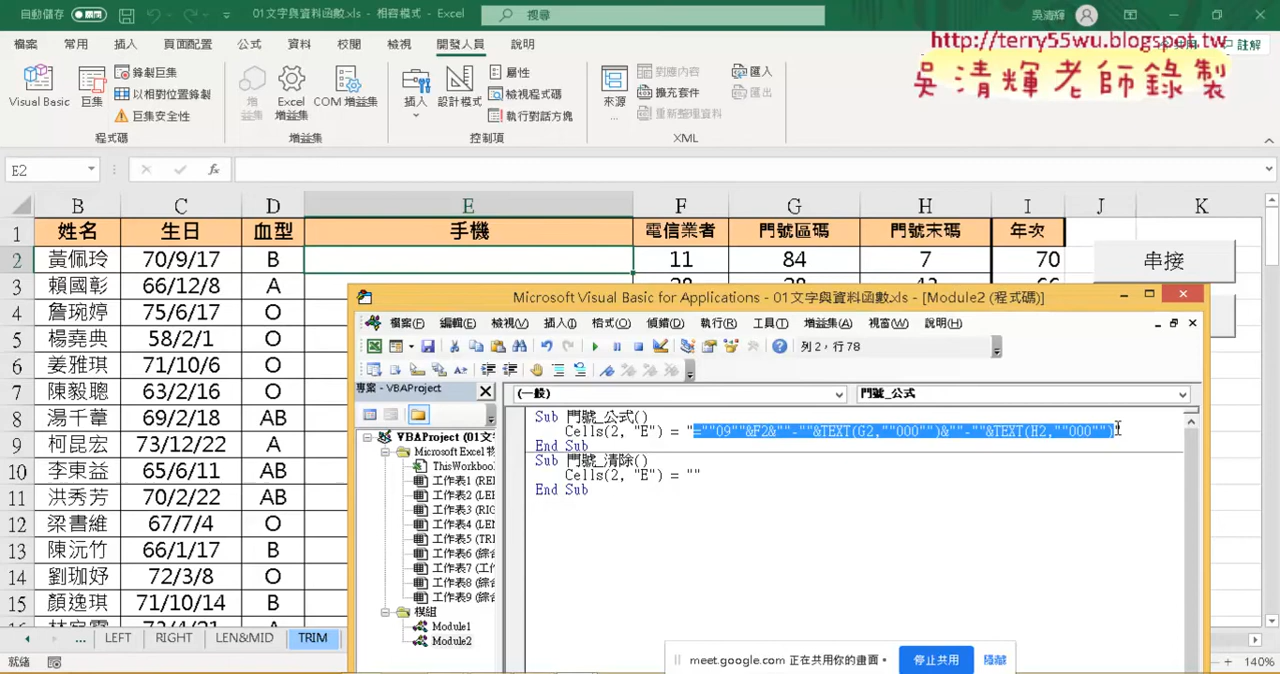 自動儲存
01文字與資料函數.xls - 相容模式 - Excel
搜尋
吳清輝
檔案 常用 插入 頁面配置 公式 資料 校閱 檢視 開發人員 說明
http://terry55wu.blogspot.tw
註解
吳清輝老師錄製
Visual Basic
巨集
錄製巨集
以相對位置錄製
巨集安全性
增益集
Excel 增益集
COM 增益集
插入
設計模式
屬性
檢視程式碼
執行對話方塊
來源
對應內容
擴充套件
重新整理資料
匯入
匯出
程式碼 增益集 控制項 XML
E2
fx
B C D E F G H I J K
1 姓名 生日 血型 手機 電信業者 門號區碼 門號末碼 年次
2 黃佩玲 70/9/17 B 11 84 7 70 串接
3 賴國彰 66/12/8 A
4 詹琬婷 75/6/17 O
5 楊堯典 58/2/1 O
6 姜雅琪 71/10/6 O
7 陳毅聰 63/2/16 O
8 湯千葦 69/2/18 AB
9 柯昆宏 73/12/22 A
10 李東益 65/5/11 AB
11 洪秀芳 70/2/22 AB
12 梁書維 67/7/4 O
13 陳沅竹 66/1/17 B
14 劉珈妤 72/3/8 O
15 顏逸琪 71/10/14 B
Microsoft Visual Basic for Applications - 01文字與資料函數.xls - [Module2 (程式碼)]
檔案(F) 編輯(E) 檢視(V) 插入(I) 格式(O) 偵錯(D) 執行(R) 工具(T) 增益集(A) 視窗(W) 說明(H)
列 2，行 78
專案 - VBAProject
(一般)
門號_公式
VBAProject (01文
Microsoft Excel 物
ThisWorkboo
工作表1 (RE
工作表2 (LE
工作表3 (RI
工作表4 (LE
工作表5 (TR
工作表6 (綜
工作表7 (工
工作表8 (綜
工作表9 (綜
模組
Module1
Module2
Sub 門號_公式()
Cells(2, "E") = "=""09""&F2&""-""&TEXT(G2,""000"")&""-""&TEXT(H2,""000"")
End Sub
Sub 門號_清除()
Cells(2, "E") = ""
End Sub
... LEFT RIGHT LEN&MID TRIM
就緒
meet.google.com 正在共用你的畫面。
停止共用
隱藏
140%